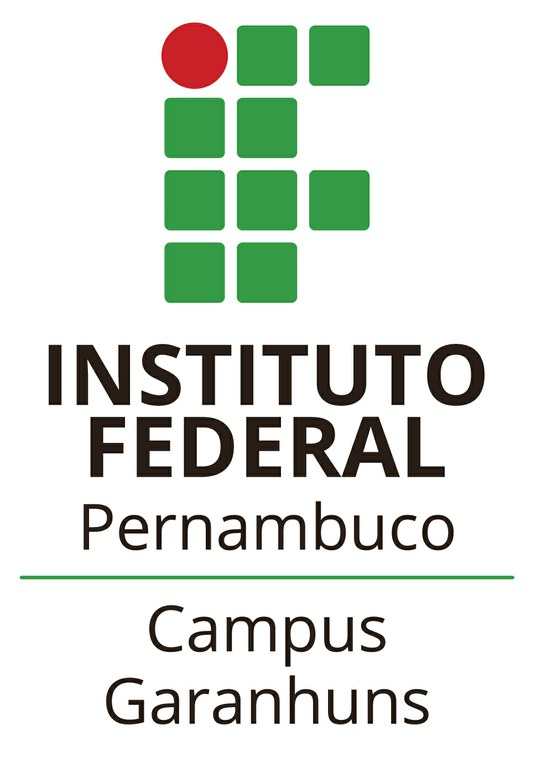 INSTITUTO
FEDERAL
Pernambuco
Campus
Garanhuns